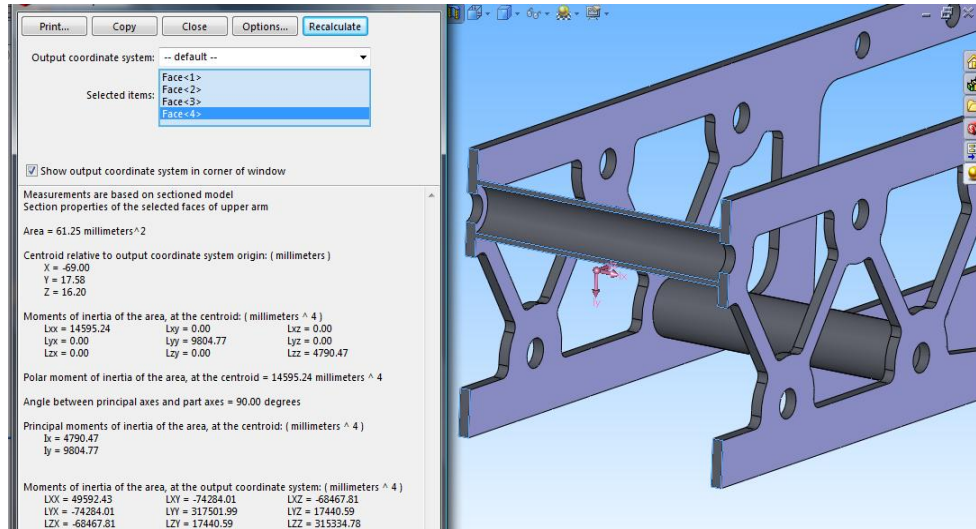 Print... Copy Close Options... Recalculate
Output coordinate system: -- default --
Selected items:
Face<1>
Face<2>
Face<3>
Face<4>
Show output coordinate system in corner of window
Measurements are based on sectioned model
Section properties of the selected faces of upper arm
Area = 61.25 millimeters^2
Centroid relative to output coordinate system origin: ( millimeters )
X = -69.00
Y = 17.58
Z = 16.20
Moments of inertia of the area, at the centroid: ( millimeters ^ 4 )
Lxx = 14595.24 Lxy = 0.00 Lxz = 0.00
Lyx = 0.00 Lyy = 9804.77 Lyz = 0.00
Lzx = 0.00 Lzy = 0.00 Lzz = 4790.47
Polar moment of inertia of the area, at the centroid = 14595.24 millimeters ^ 4
Angle between principal axes and part axes = 90.00 degrees
Principal moments of inertia of the area, at the centroid: ( millimeters ^ 4 )
Ix = 4790.47
Iy = 9804.77
Moments of inertia of the area, at the output coordinate system: ( millimeters ^ 4 )
LXX = 49592.43 LXY = -74284.01 LXZ = -68467.81
LYX = -74284.01 LYY = 317501.99 LYZ = 17440.59
LZX = -68467.81 LZY = 17440.59 LZZ = 315334.78